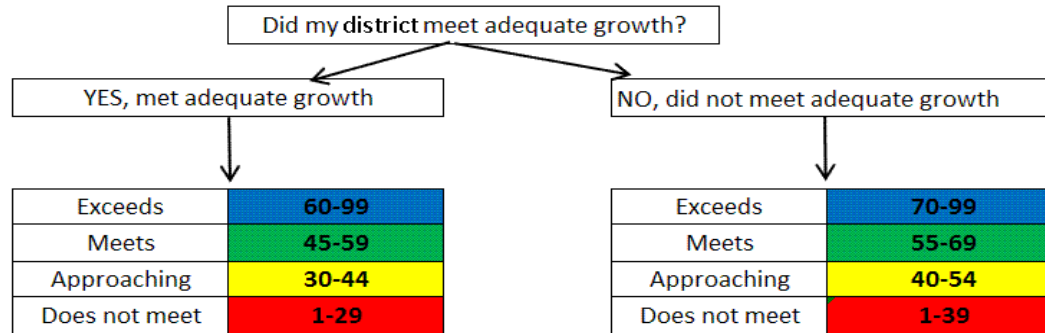 Did my district meet adequate growth?
YES, met adequate growth
NO, did not meet adequate growth
Exceeds 60-99
Meets 45-59
Approaching 30-44
Does not meet 1-29
Exceeds 70-99
Meets 55-69
Approaching 40-54
Does not meet 1-39